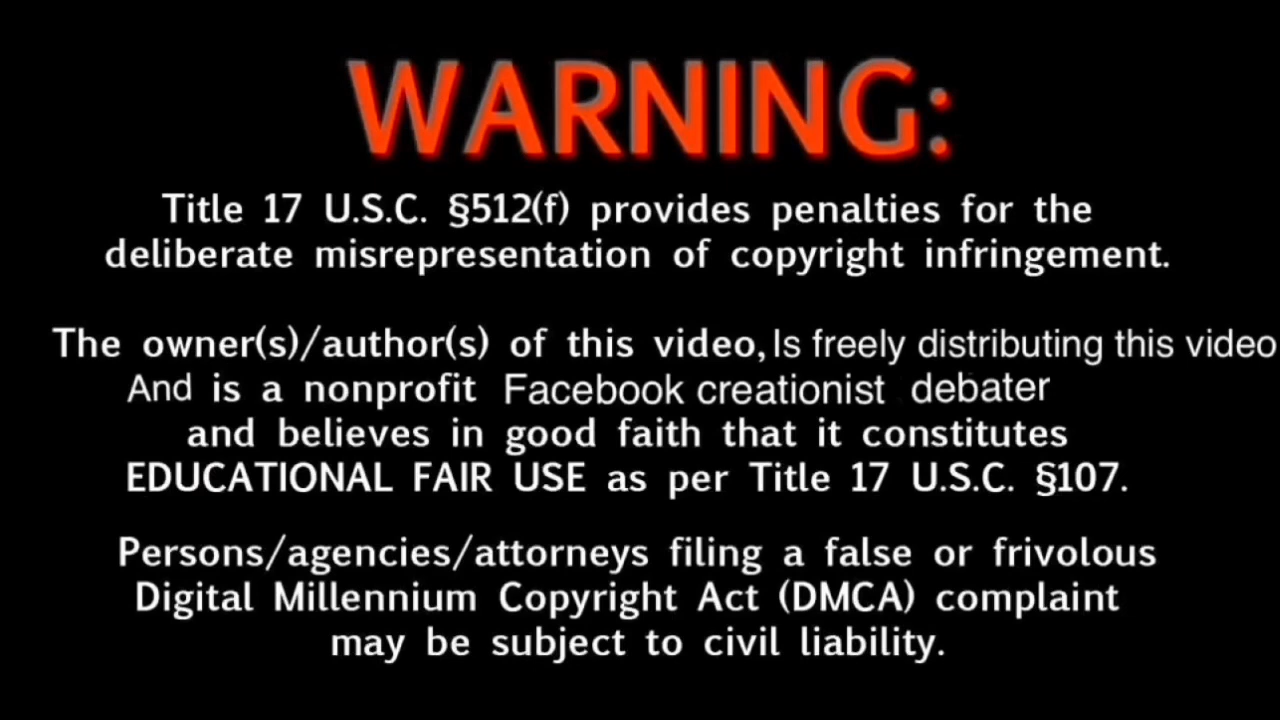 WARNING:
Title 17 U.S.C. §512(f) provides penalties for the
deliberate misrepresentation of copyright infringement.
The owner(s)/author(s) of this video, Is freely distributing this video
And is a nonprofit Facebook creationist debater
and believes in good faith that it constitutes
EDUCATIONAL FAIR USE as per Title 17 U.S.C. §107.
Persons/agencies/attorneys filing a false or frivolous
Digital Millennium Copyright Act (DMCA) complaint
may be subject to civil liability.